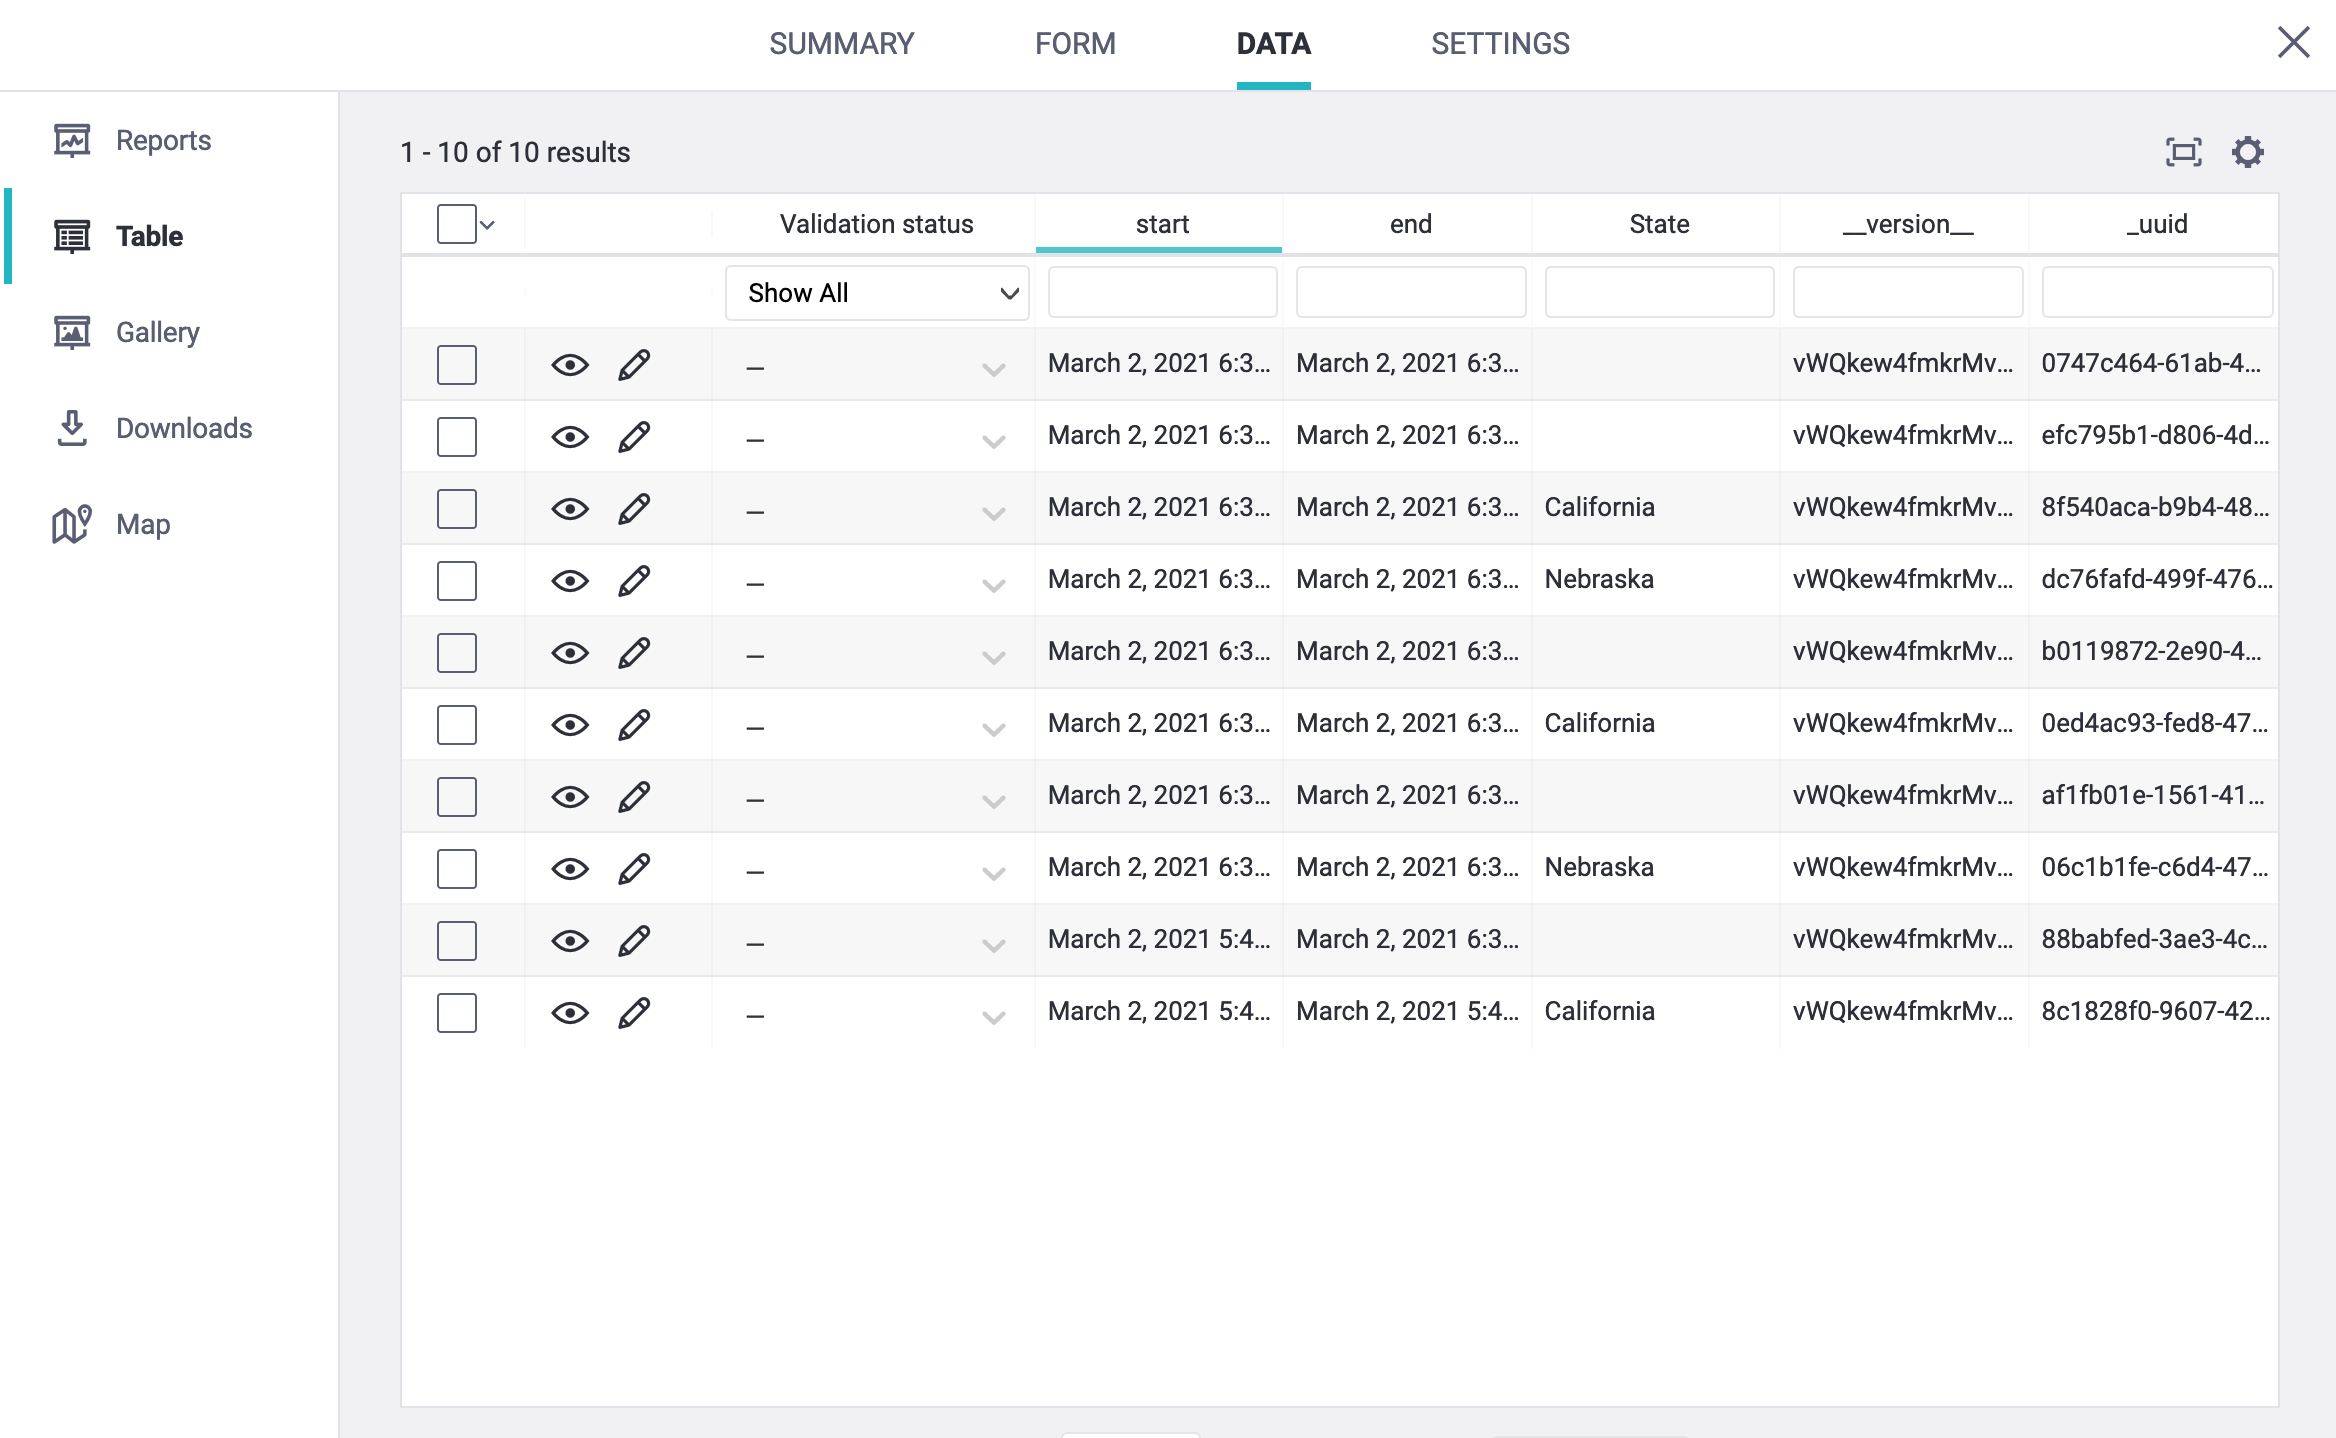 SUMMARY FORM DATA SETTINGS
Reports
Table
Gallery
Downloads
Map
1 - 10 of 10 results
Validation status start end State __version__ _uuid
Show All
– March 2, 2021 6:3... March 2, 2021 6:3... vWQkew4fmkrMv... 0747c464-61ab-4...
– March 2, 2021 6:3... March 2, 2021 6:3... vWQkew4fmkrMv... efc795b1-d806-4d...
– March 2, 2021 6:3... March 2, 2021 6:3... California vWQkew4fmkrMv... 8f540aca-b9b4-48...
– March 2, 2021 6:3... March 2, 2021 6:3... Nebraska vWQkew4fmkrMv... dc76fafd-499f-476...
– March 2, 2021 6:3... March 2, 2021 6:3... vWQkew4fmkrMv... b0119872-2e90-4...
– March 2, 2021 6:3... March 2, 2021 6:3... California vWQkew4fmkrMv... 0ed4ac93-fed8-47...
– March 2, 2021 6:3... March 2, 2021 6:3... vWQkew4fmkrMv... af1fb01e-1561-41...
– March 2, 2021 6:3... March 2, 2021 6:3... Nebraska vWQkew4fmkrMv... 06c1b1fe-c6d4-47...
– March 2, 2021 5:4... March 2, 2021 6:3... vWQkew4fmkrMv... 88babfed-3ae3-4c...
– March 2, 2021 5:4... March 2, 2021 5:4... California vWQkew4fmkrMv... 8c1828f0-9607-42...